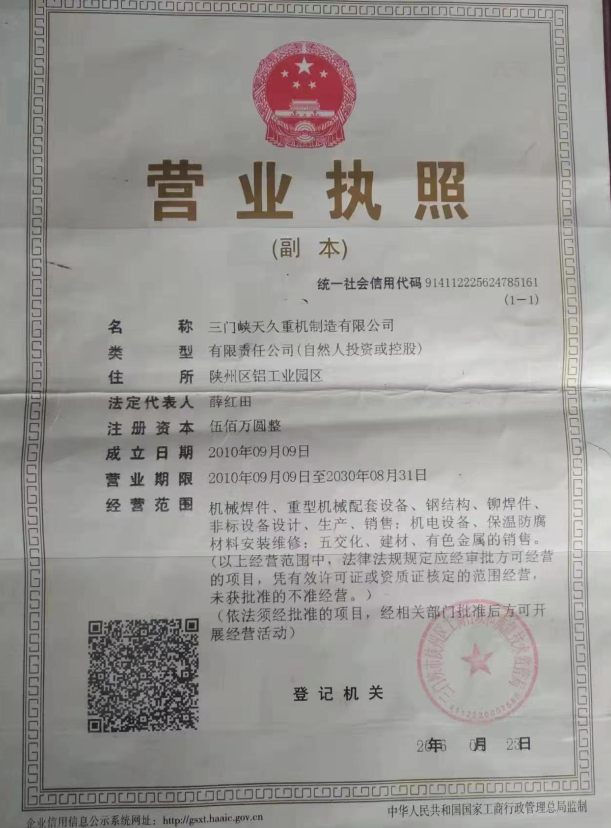 营业执照
(副 本)
统一社会信用代码 914112225624785161
(1-1)
名 称 三门峡天久重机制造有限公司
类 型 有限责任公司(自然人投资或控股)
住 所 陕州区铝工业园区
法定代表人 薛红田
注册资本 伍佰万圆整
成立日期 2010年09月09日
营业期限 2010年09月09日至2030年08月31日
经营范围 机械焊件、重型机械配套设备、钢结构、铆焊件、
非标设备设计、生产、销售；机电设备、保温防腐
材料安装维修；五交化、建材、有色金属的销售。
(以上经营范围中，法律法规规定应经审批方可经营
的项目，凭有效许可证或资质证核定的范围经营，
未获批准的不准经营。)
(依法须经批准的项目，经相关部门批准后方可开
展经营活动)
登记机关
年 月 23日
企业信用信息公示系统网址：http://gsxt.haaic.gov.cn
中华人民共和国国家工商行政管理总局监制